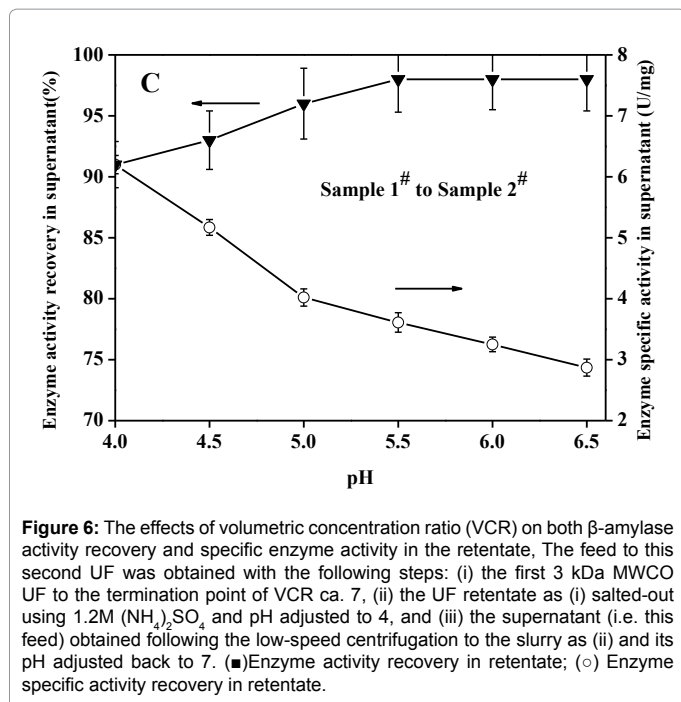 100
95
90
85
80
75
70
Enzyme activity recovery in supernatant(%)
C
Sample 1# to Sample 2#
8
7
6
5
4
3
2
Enzyme specific activity in supernatant (U/mg)
4.0 4.5 5.0 5.5 6.0 6.5
pH
Figure 6: The effects of volumetric concentration ratio (VCR) on both β-amylase
activity recovery and specific enzyme activity in the retentate, The feed to this
second UF was obtained with the following steps: (i) the first 3 kDa MWCO
UF to the termination point of VCR ca. 7, (ii) the UF retentate as (i) salted-out
using 1.2M (NH4)2SO4 and pH adjusted to 4, and (iii) the supernatant (i.e. this
feed) obtained following the low-speed centrifugation to the slurry as (ii) and its
pH adjusted back to 7. (■)Enzyme activity recovery in retentate; (○) Enzyme
specific activity recovery in retentate.